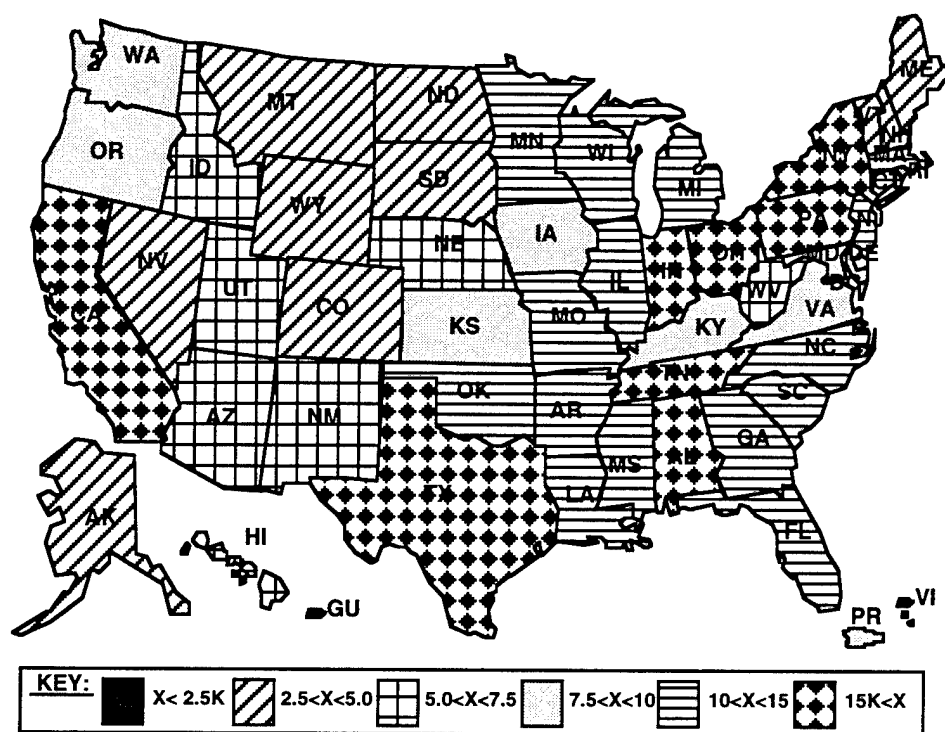 WA
MT
ND
ME
OR
ID
MN
VT
NH
WI
NY
MA
SD
MI
CT
RI
WY
IA
PA
NJ
NV
NE
IN
OH
MD
DE
UT
IL
WV
CA
CO
KS
MO
KY
VA
NC
TN
AZ
NM
OK
AR
SC
GA
MS
AL
TX
LA
AK
HI
FL
GU
VI
PR
KEY: X< 2.5K 2.5<X<5.0 5.0<X<7.5 7.5<X<10 10<X<15 15K<X